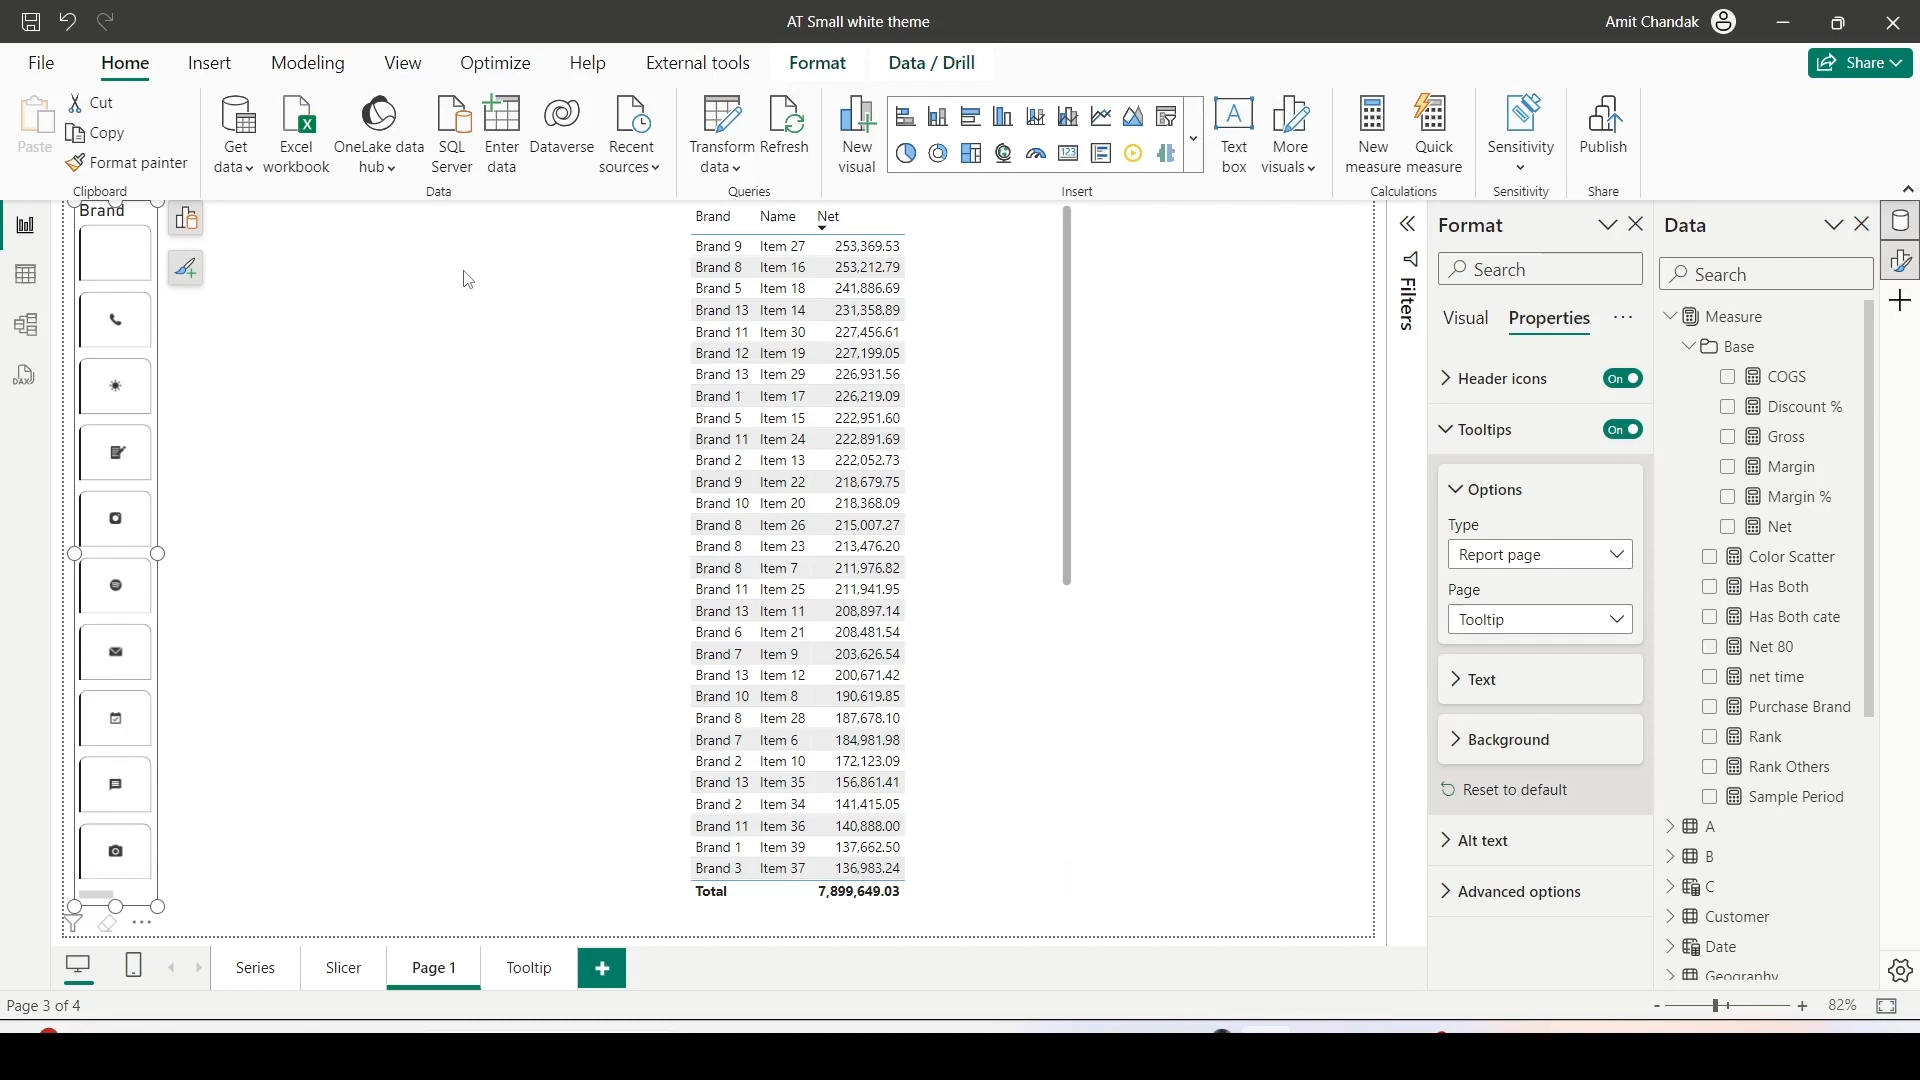 AT Small white theme
Amit Chandak
File Home Insert Modeling View Optimize Help External tools Format Data / Drill
Share
Paste
Cut
Copy
Format painter
Get data
Excel workbook
OneLake data hub
SQL Server
Enter data
Dataverse
Recent sources
Transform data
Refresh
New visual
123
A
Text box
More visuals
New measure
Quick measure
Sensitivity
Publish
Clipboard Data Queries Insert Calculations Sensitivity Share
DAX
Brand
Brand Name Net
Brand 9 Item 27 253,369.53
Brand 8 Item 16 253,212.79
Brand 5 Item 18 241,886.69
Brand 13 Item 14 231,358.89
Brand 11 Item 30 227,456.61
Brand 12 Item 19 227,199.05
Brand 13 Item 29 226,931.56
Brand 1 Item 17 226,219.09
Brand 5 Item 15 222,951.60
Brand 11 Item 24 222,891.69
Brand 2 Item 13 222,052.73
Brand 9 Item 22 218,679.75
Brand 10 Item 20 218,368.09
Brand 8 Item 26 215,007.27
Brand 8 Item 23 213,476.20
Brand 8 Item 7 211,976.82
Brand 11 Item 25 211,941.95
Brand 13 Item 11 208,897.14
Brand 6 Item 21 208,481.54
Brand 7 Item 9 203,626.54
Brand 13 Item 12 200,671.42
Brand 10 Item 8 190,619.85
Brand 8 Item 28 187,678.10
Brand 7 Item 6 184,981.98
Brand 2 Item 10 172,123.09
Brand 13 Item 35 156,861.41
Brand 2 Item 34 141,415.05
Brand 11 Item 36 140,888.00
Brand 1 Item 39 137,662.50
Brand 3 Item 37 136,983.24
Total 7,899,649.03
Filters
Format
Search
Visual Properties
Header icons On
Tooltips On
Options
Type
Report page
Page
Tooltip
Text
Background
Reset to default
Alt text
Advanced options
Data
Search
Measure
Base
COGS
Discount %
Gross
Margin
Margin %
Net
Color Scatter
Has Both
Has Both cate
Net 80
net time
Purchase Brand
Rank
Rank Others
Sample Period
A
B
C
Customer
Date
Geography
Series Slicer Page 1 Tooltip
Page 3 of 4
82%